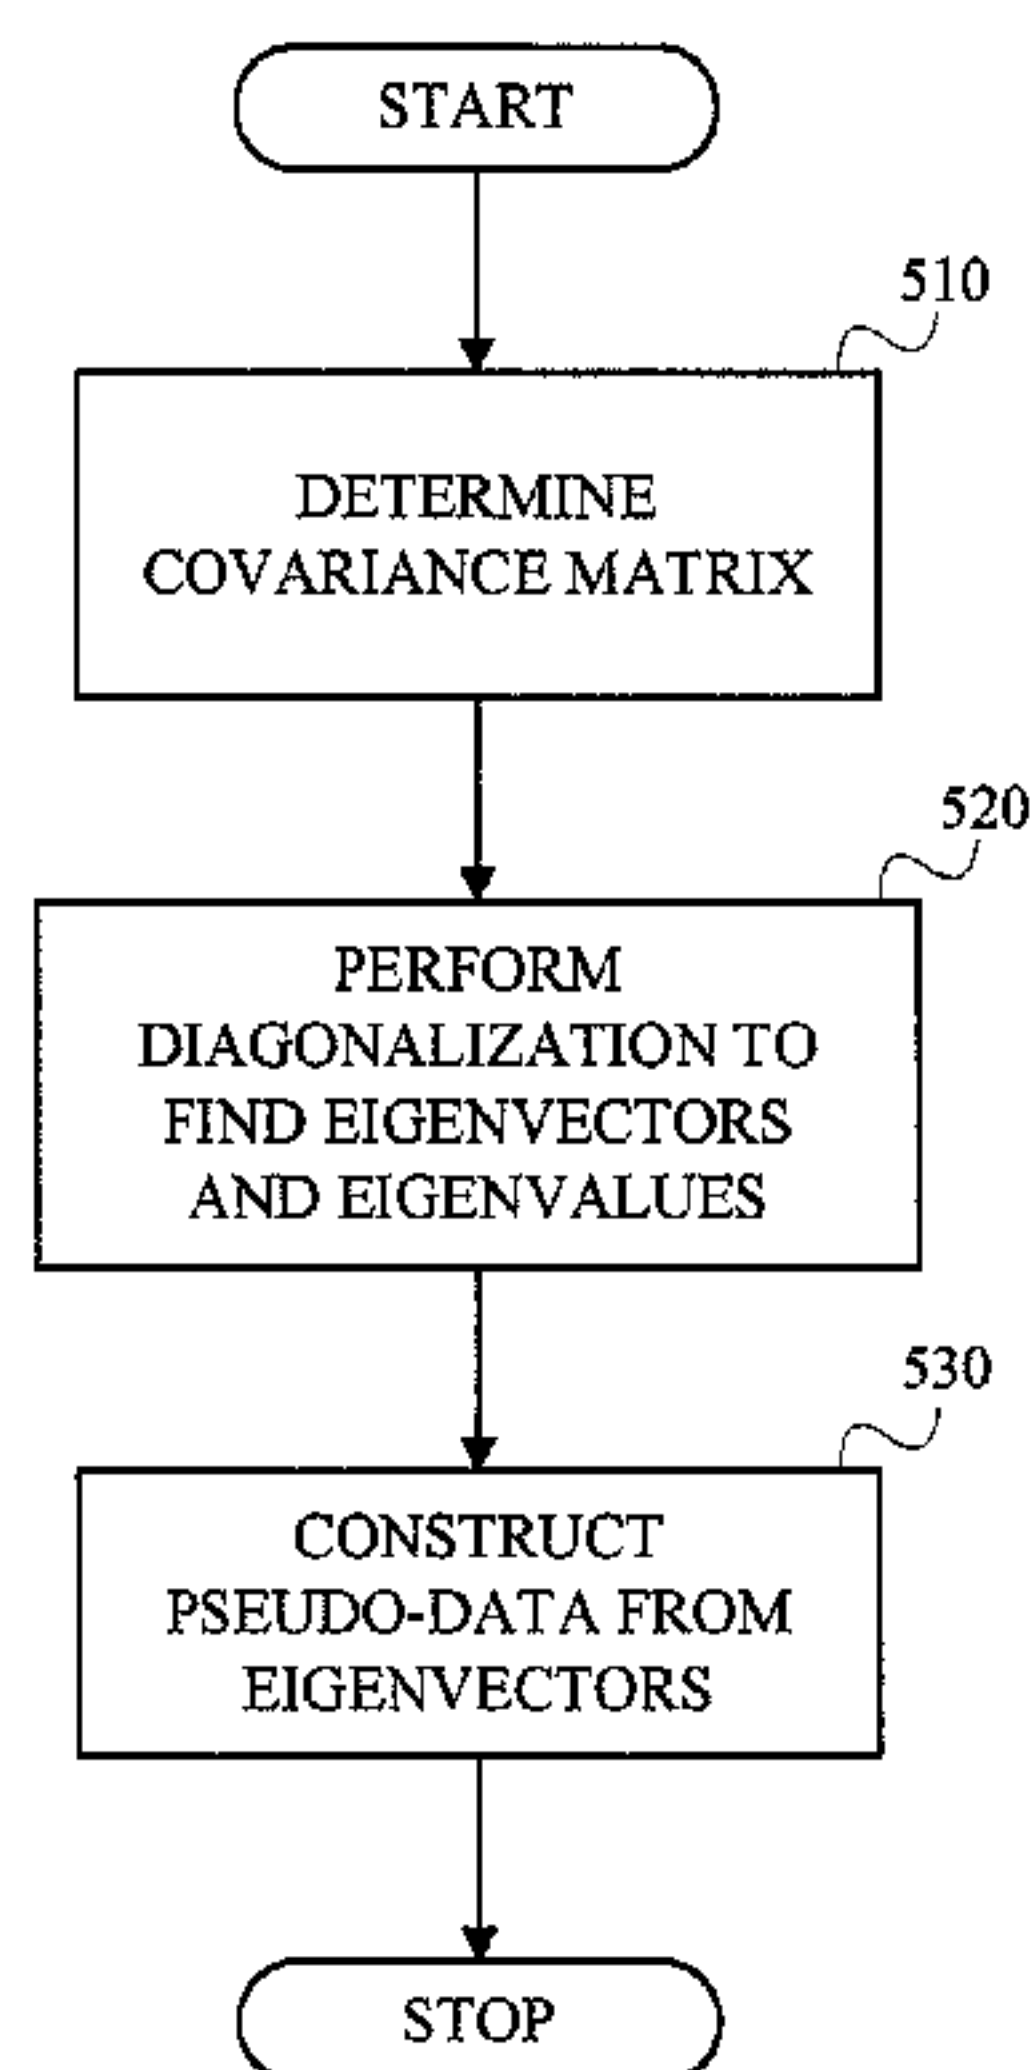 START
510
DETERMINE
COVARIANCE MATRIX
520
PERFORM
DIAGONALIZATION TO
FIND EIGENVECTORS
AND EIGENVALUES
530
CONSTRUCT
PSEUDO-DATA FROM
EIGENVECTORS
STOP